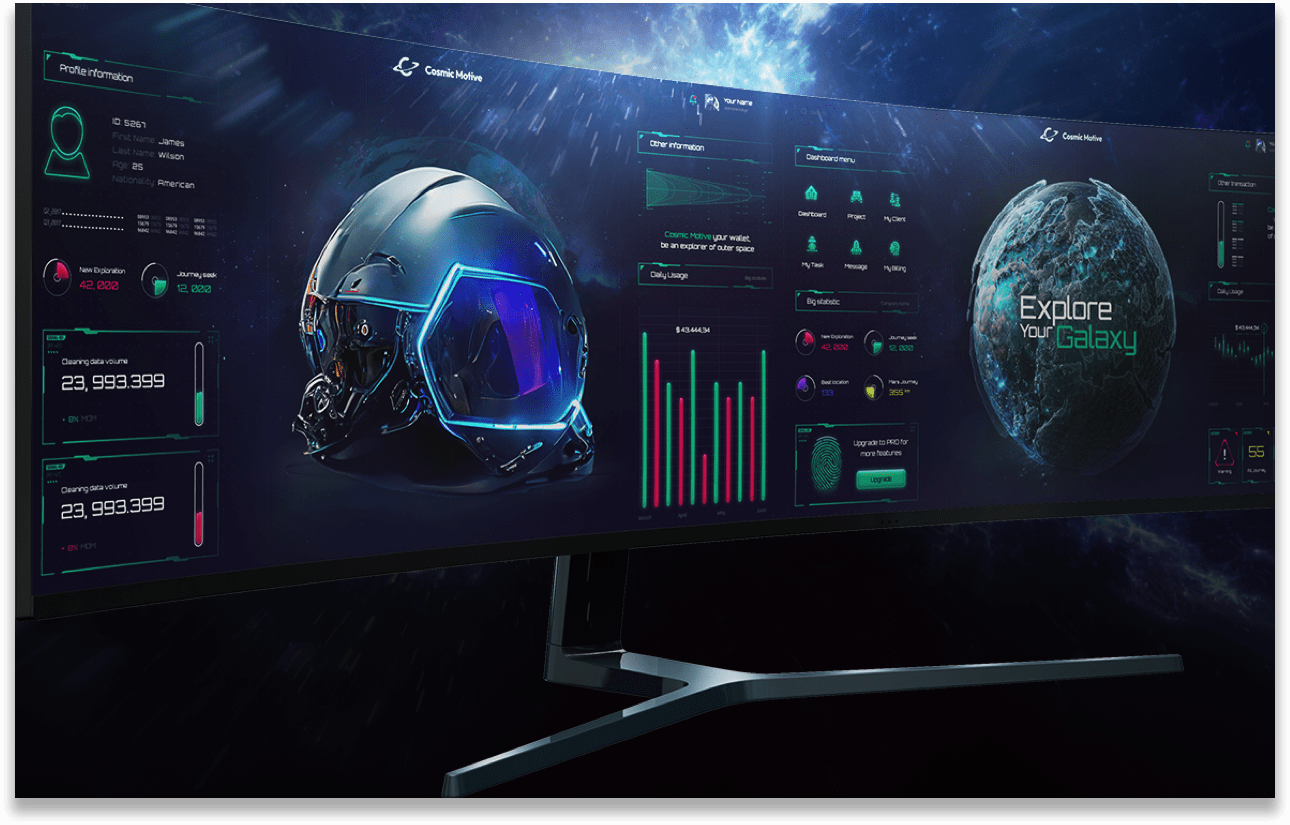 Profile information
ID: 5267
First Name: James
Last Name: Wilson
Age: 25
Nationality: American
New Exploration
42,000
Journey seek
12,000
Cleaning data volume
23,993.399
8% MOM
Cleaning data volume
23,993.399
8% MOM
Cosmic Motive
Your Name
Other information
Cosmic Motive your wallet,
be an explorer of outer space
Daily Usage
Big statistic
$ 43.444,34
Dashboard menu
Dashboard
Project
My Client
My Task
Message
My Billing
Big statistic
New Exploration
42,000
Journey seek
12,000
Best location
133
Mars Journey
355
Upgrade to PRO for
more features
Upgrade
Cosmic Motive
Explore
Your Galaxy
Other transaction
Daily Usage
$ 43.444,34
Warning
55